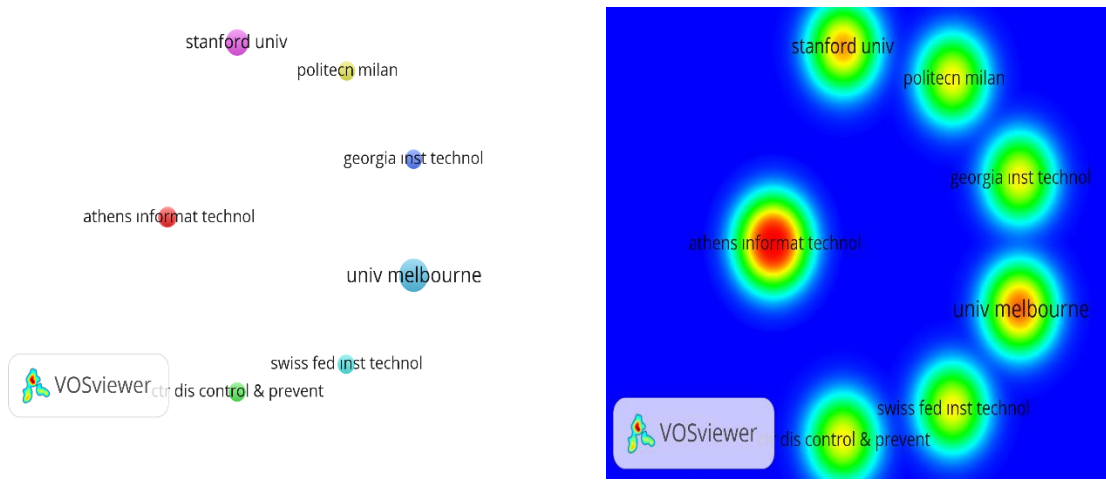 stanford univ
politecn milan
georgia ınst technol
athens ınformat technol
univ melbourne
swiss fed ınst technol
ctr dis control & prevent
VOSviewer
stanford univ
politecn milan
georgia ınst technol
athens ınformat technol
univ melbourne
swiss fed ınst technol
ctr dis control & prevent
VOSviewer